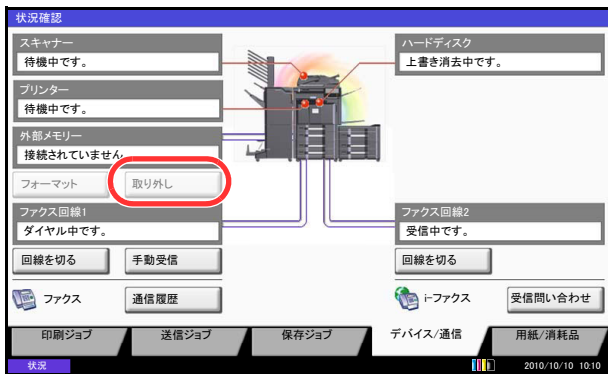 状況確認
スキャナー
待機中です。
ハードディスク
上書き消去中です。
プリンター
待機中です。
外部メモリー
接続されていません
フォーマット
取り外し
ファクス回線1
ダイヤル中です。
ファクス回線2
受信中です。
回線を切る
手動受信
回線を切る
ファクス
通信履歴
i-ファクス
受信問い合わせ
印刷ジョブ
送信ジョブ
保存ジョブ
デバイス/通信
用紙/消耗品
状況
2010/10/10 10:10